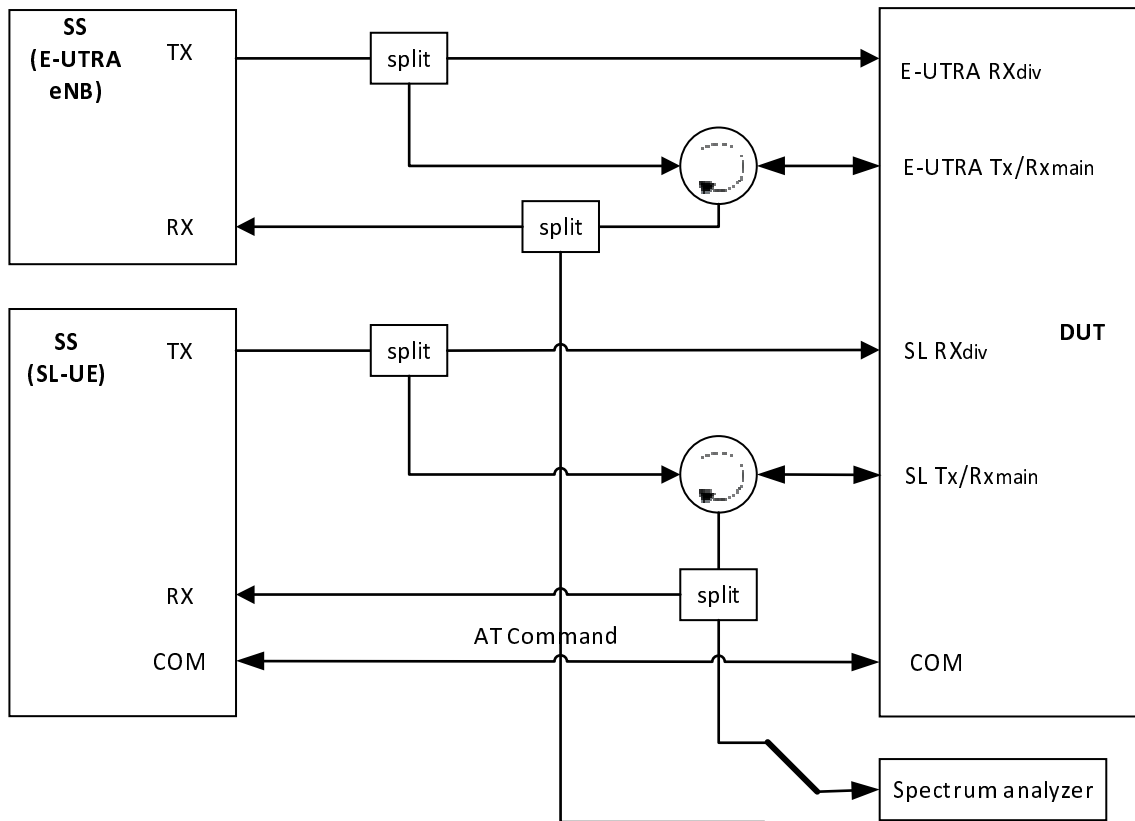 SS
(E-UTRA
eNB)
TX
split
E-UTRA RXdiv
E-UTRA Tx/Rxmain
RX
split
SS
(SL-UE)
TX
split
SL RXdiv
DUT
SL Tx/Rxmain
RX
split
AT Command
COM
COM
Spectrum analyzer